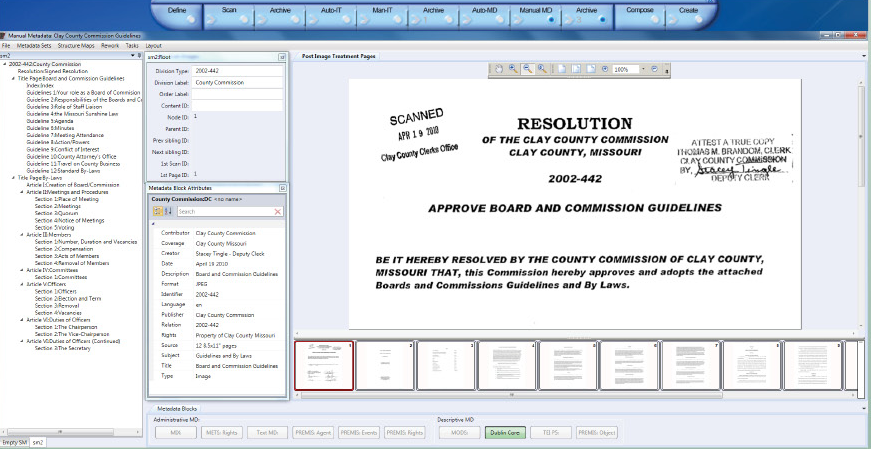 Define
Scan
Archive
Auto-IT
Man-IT
Archive
Auto-MD
Manual MD
Archive
Compose
Create
Manual Metadata: Clay County Commission Guidelines
File Metadata Sets Structure Maps Rework Tasks Layout
sm2
2002-442:County Commission
Resolution:Signed Resolution
Title Page:Board and Commission Guidelines
Index:Index
Guidelines 1:Your role as a Board of Commision
Guideline 2:Responsibilities of the Boards and C
Guideline 3:Role of Staff Liaison
Guideline 4:the Missouri Sunshine Law
Guideline 5:Agenda
Guideline 6:Minutes
Guideline 7:Meeting Attendance
Guideline 8:Action/Powers
Guideline 9:Conflict of Interest
Guideline 10:County Attorney's Office
Guideline 11:Travel on County Business
Guideline 12:Standard By-Laws
Title Page:By-Laws
Article I:Creation of Board/Commission
Article II:Meetings and Procedures
Section 1:Place of Meeting
Section 2:Meetings
Section 3:Quorum
Section 4:Notice of Meetings
Section 5:Voting
Article III:Members
Section 1:Number, Duration and Vacancies
Section 2:Compensation
Section 3:Acts of Members
Section 4:Removal of Members
Article IV:Committees
Section 1:Committees
Article V:Officers
Section 1:Officers
Section 2:Election and Term
Section 3:Removal
Section 4:Vacancies
Article VI:Duties of Officers
Section 1:The Chairperson
Section 2:The Vice-Chairperson
Article VI:Duties of Officers (Continued)
Section 3:The Secretary
Empty SM sm2
sm2:Root
Division Type: 2002-442
Division Label: County Commission
Order Label:
Content ID:
Node ID: 1
Parent ID:
Prev sibling ID:
Next sibling ID:
1st Scan ID:
1st Page ID: 1
Metadata Block Attributes
County Commission:DC <no name>
Search
Contributor Clay County Commission
Coverage Clay County Missouri
Creator Stacey Tingle - Deputy Clerk
Date April 19 2010
Description Board and Commission Guidelines
Format JPEG
Identifier 2002-442
Language en
Publisher Clay County Commission
Relation 2002-442
Rights Property of Clay County Missouri
Source 12 8.5x11" pages
Subject Guidelines and By Laws
Title Board and Commission Guidelines
Type Image
Post Image Treatment Pages
100%
SCANNED
APR 19 2010
Clay County Clerks Office
RESOLUTION
OF THE CLAY COUNTY COMMISSION
CLAY COUNTY, MISSOURI
2002-442
ATTEST A TRUE COPY
THOMAS M. BRANDOM, CLERK
CLAY COUNTY COMMISSION
BY, Stacey Tingle
DEPUTY CLERK
APPROVE BOARD AND COMMISSION GUIDELINES
BE IT HEREBY RESOLVED BY THE COUNTY COMMISSION OF CLAY COUNTY,
MISSOURI THAT, this Commission hereby approves and adopts the attached
Boards and Commissions Guidelines and By Laws.
1 2 3 4 5 6 7 8
Metadata Blocks
Administrative MD:
MIX METS: Rights Text MD: PREMIS: Agent PREMIS: Events PREMIS: Rights
Descriptive MD
MODS: Dublin Core TEI P5: PREMIS: Object